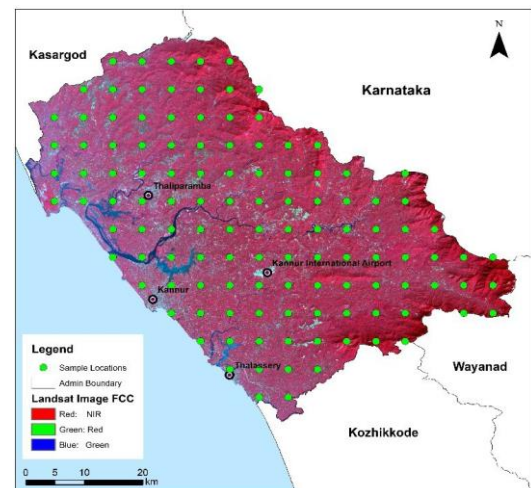 N
Kasargod
Karnataka
Thaliparamba
Kannur International Airport
Kannur
Legend
Sample Locations
Admin Boundary
Landsat Image FCC
Red: NIR
Green: Red
Blue: Green
Thalassery
Wayanad
Kozhikkode
0 5 10 20
km